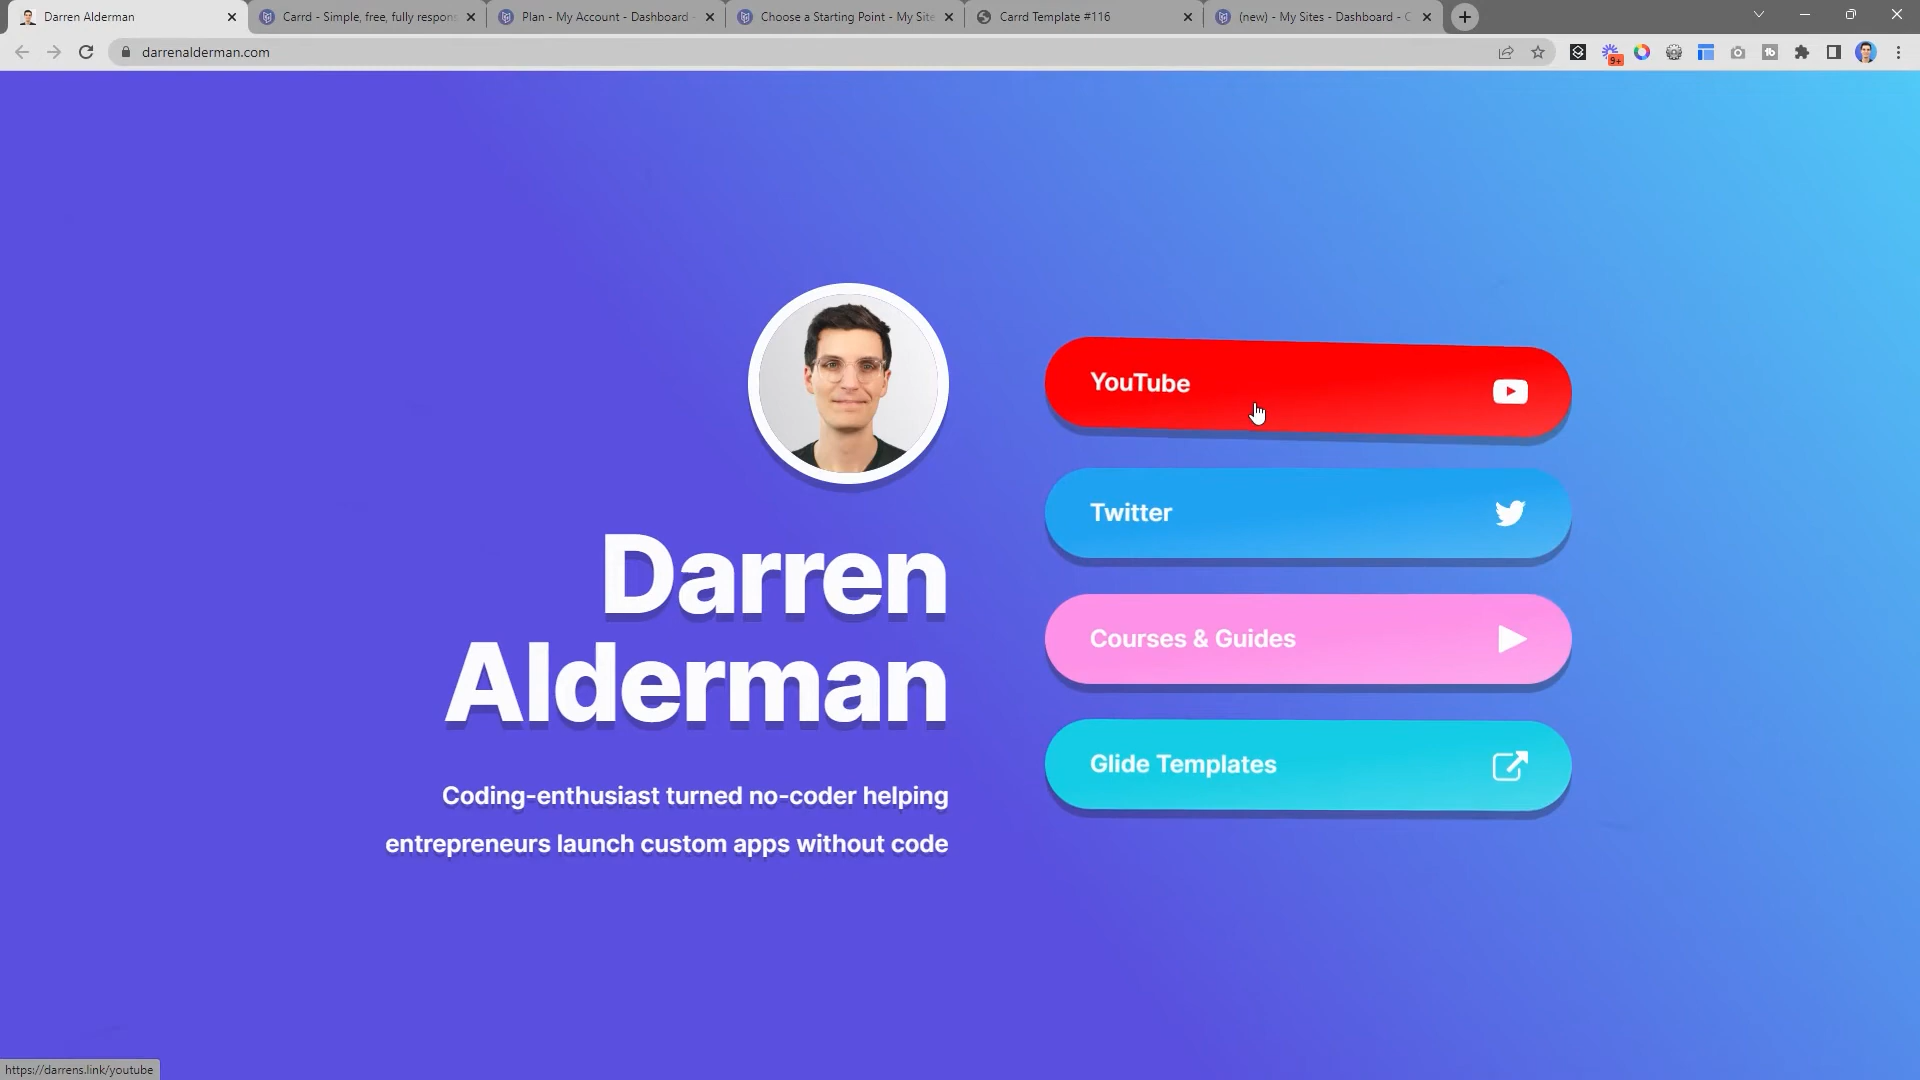 Darren Alderman
Carrd - Simple, free, fully respons
Plan - My Account - Dashboard -
Choose a Starting Point - My Site
Carrd Template #116
(new) - My Sites - Dashboard - C
darrenalderman.com
9+
YouTube
Twitter
Courses & Guides
Glide Templates
Darren
Alderman
Coding-enthusiast turned no-coder helping
entrepreneurs launch custom apps without code
https://darrens.link/youtube